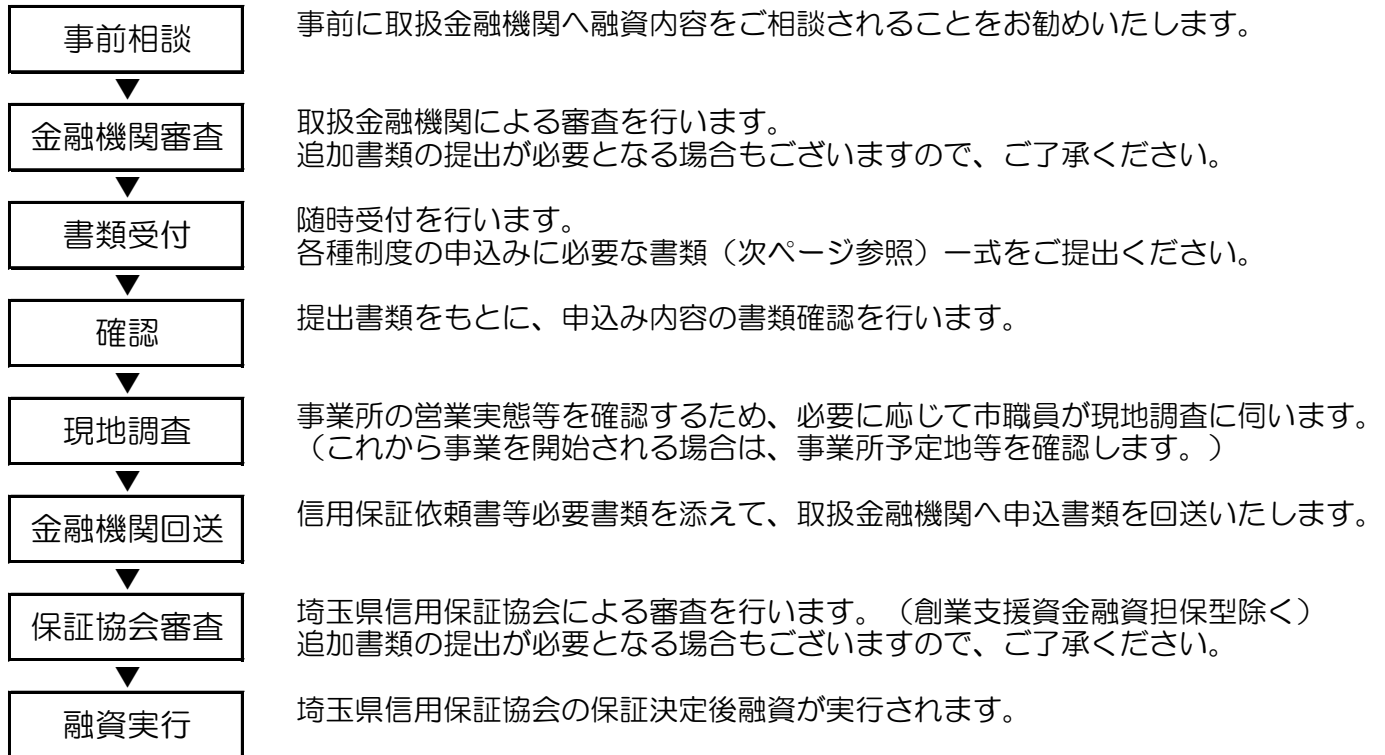 事前相談
事前に取扱金融機関へ融資内容をご相談されることをお勧めいたします。
▼
金融機関審査
取扱金融機関による審査を行います。
追加書類の提出が必要となる場合もございますので、ご了承ください。
▼
書類受付
随時受付を行います。
各種制度の申込みに必要な書類（次ページ参照）一式をご提出ください。
▼
確認
提出書類をもとに、申込み内容の書類確認を行います。
▼
現地調査
事業所の営業実態等を確認するため、必要に応じて市職員が現地調査に伺います。
（これから事業を開始される場合は、事業所予定地等を確認します。）
▼
金融機関回送
信用保証依頼書等必要書類を添えて、取扱金融機関へ申込書類を回送いたします。
▼
保証協会審査
埼玉県信用保証協会による審査を行います。（創業支援資金融資担保型除く）
追加書類の提出が必要となる場合もございますので、ご了承ください。
▼
融資実行
埼玉県信用保証協会の保証決定後融資が実行されます。